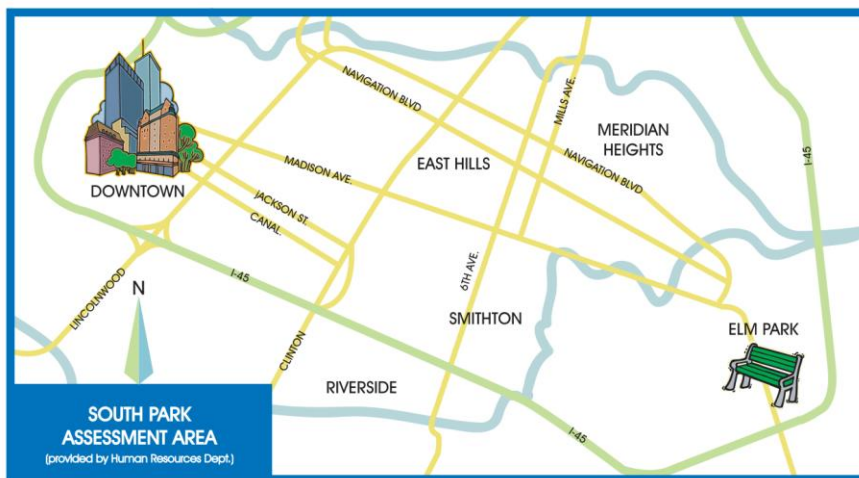 NAVIGATION BLVD
MILLS AVE.
MERIDIAN
HEIGHTS
I-45
MADISON AVE.
EAST HILLS
NAVIGATION BLVD
DOWNTOWN
JACKSON ST.
CANAL.
I-45
LINCOLNWOOD
N
6TH AVE.
SMITHTON
ELM PARK
CLINTON
RIVERSIDE
I-45
SOUTH PARK
ASSESSMENT AREA
(provided by Human Resources Dept.)